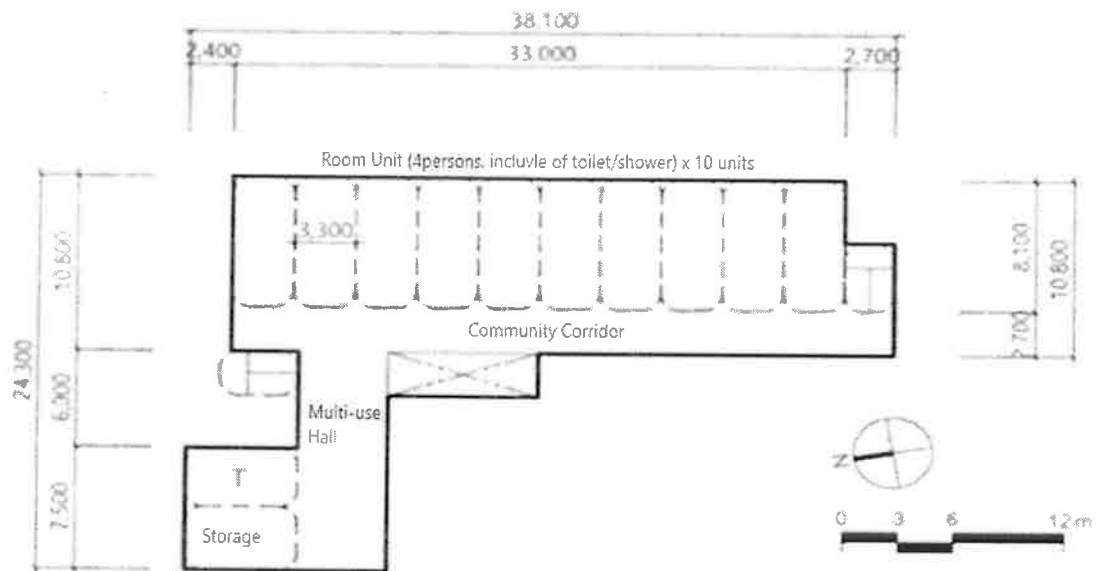 38.100
2,400
33.000
2,700
Room Unit (4persons. incluvle of toilet/shower) x 10 units
3,300
10.800
8,100
10.800
2.700
Community Corridor
24.300
6.000
Multi-use
Hall
7.500
T
Storage
N
0 3 6 12m